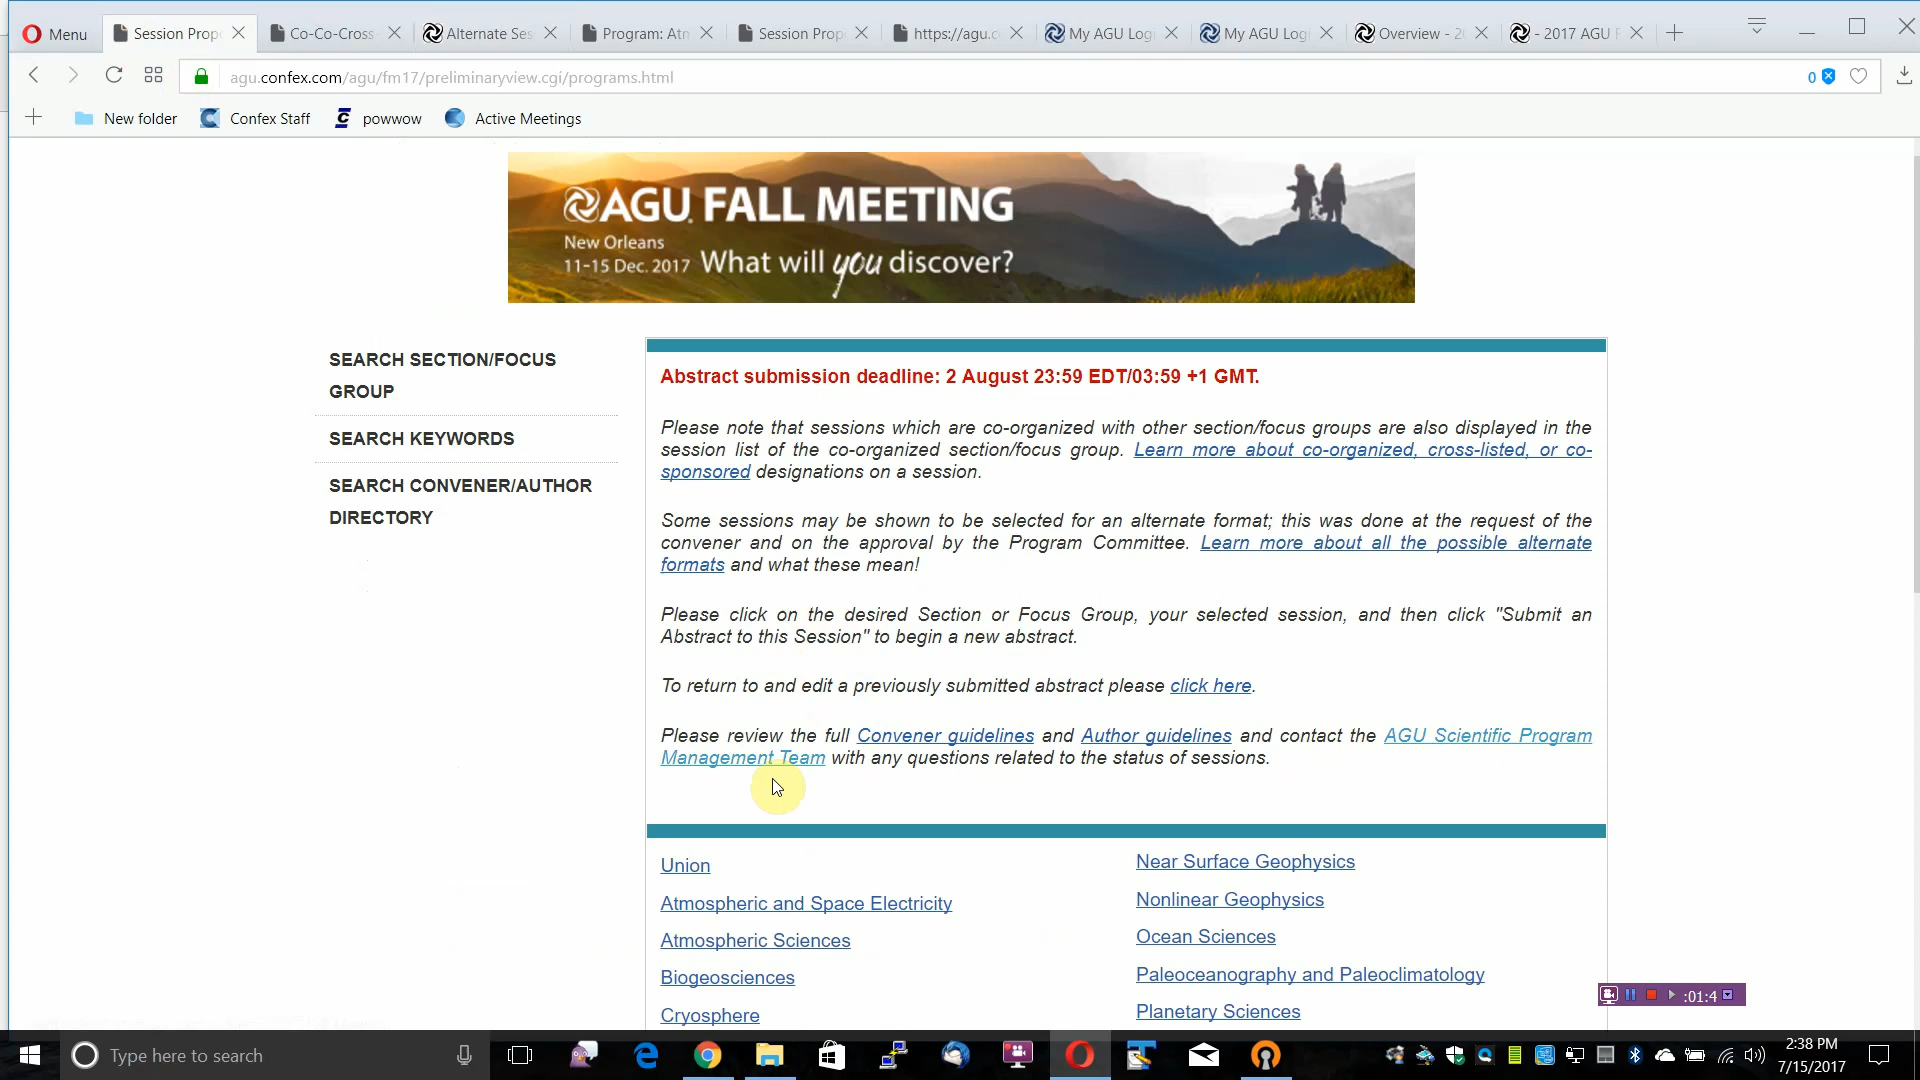 Menu
Session Prop
Co-Co-Cross
Alternate Ses
Program: Atm
Session Prop
https://agu.c
My AGU Logi
My AGU Logi
Overview - 20
- 2017 AGU F
agu.confex.com/agu/fm17/preliminaryview.cgi/programs.html
0
New folder
Confex Staff
powwow
Active Meetings
AGU FALL MEETING
New Orleans
11-15 Dec. 2017 What will you discover?
SEARCH SECTION/FOCUS
GROUP
SEARCH KEYWORDS
SEARCH CONVENER/AUTHOR
DIRECTORY
Abstract submission deadline: 2 August 23:59 EDT/03:59 +1 GMT.
Please note that sessions which are co-organized with other section/focus groups are also displayed in the
session list of the co-organized section/focus group. Learn more about co-organized, cross-listed, or co-
sponsored designations on a session.
Some sessions may be shown to be selected for an alternate format; this was done at the request of the
convener and on the approval by the Program Committee. Learn more about all the possible alternate
formats and what these mean!
Please click on the desired Section or Focus Group, your selected session, and then click "Submit an
Abstract to this Session" to begin a new abstract.
To return to and edit a previously submitted abstract please click here.
Please review the full Convener guidelines and Author guidelines and contact the AGU Scientific Program
Management Team with any questions related to the status of sessions.
Union
Atmospheric and Space Electricity
Atmospheric Sciences
Biogeosciences
Cryosphere
Near Surface Geophysics
Nonlinear Geophysics
Ocean Sciences
Paleoceanography and Paleoclimatology
Planetary Sciences
:01:4
Type here to search
2:38 PM
7/15/2017